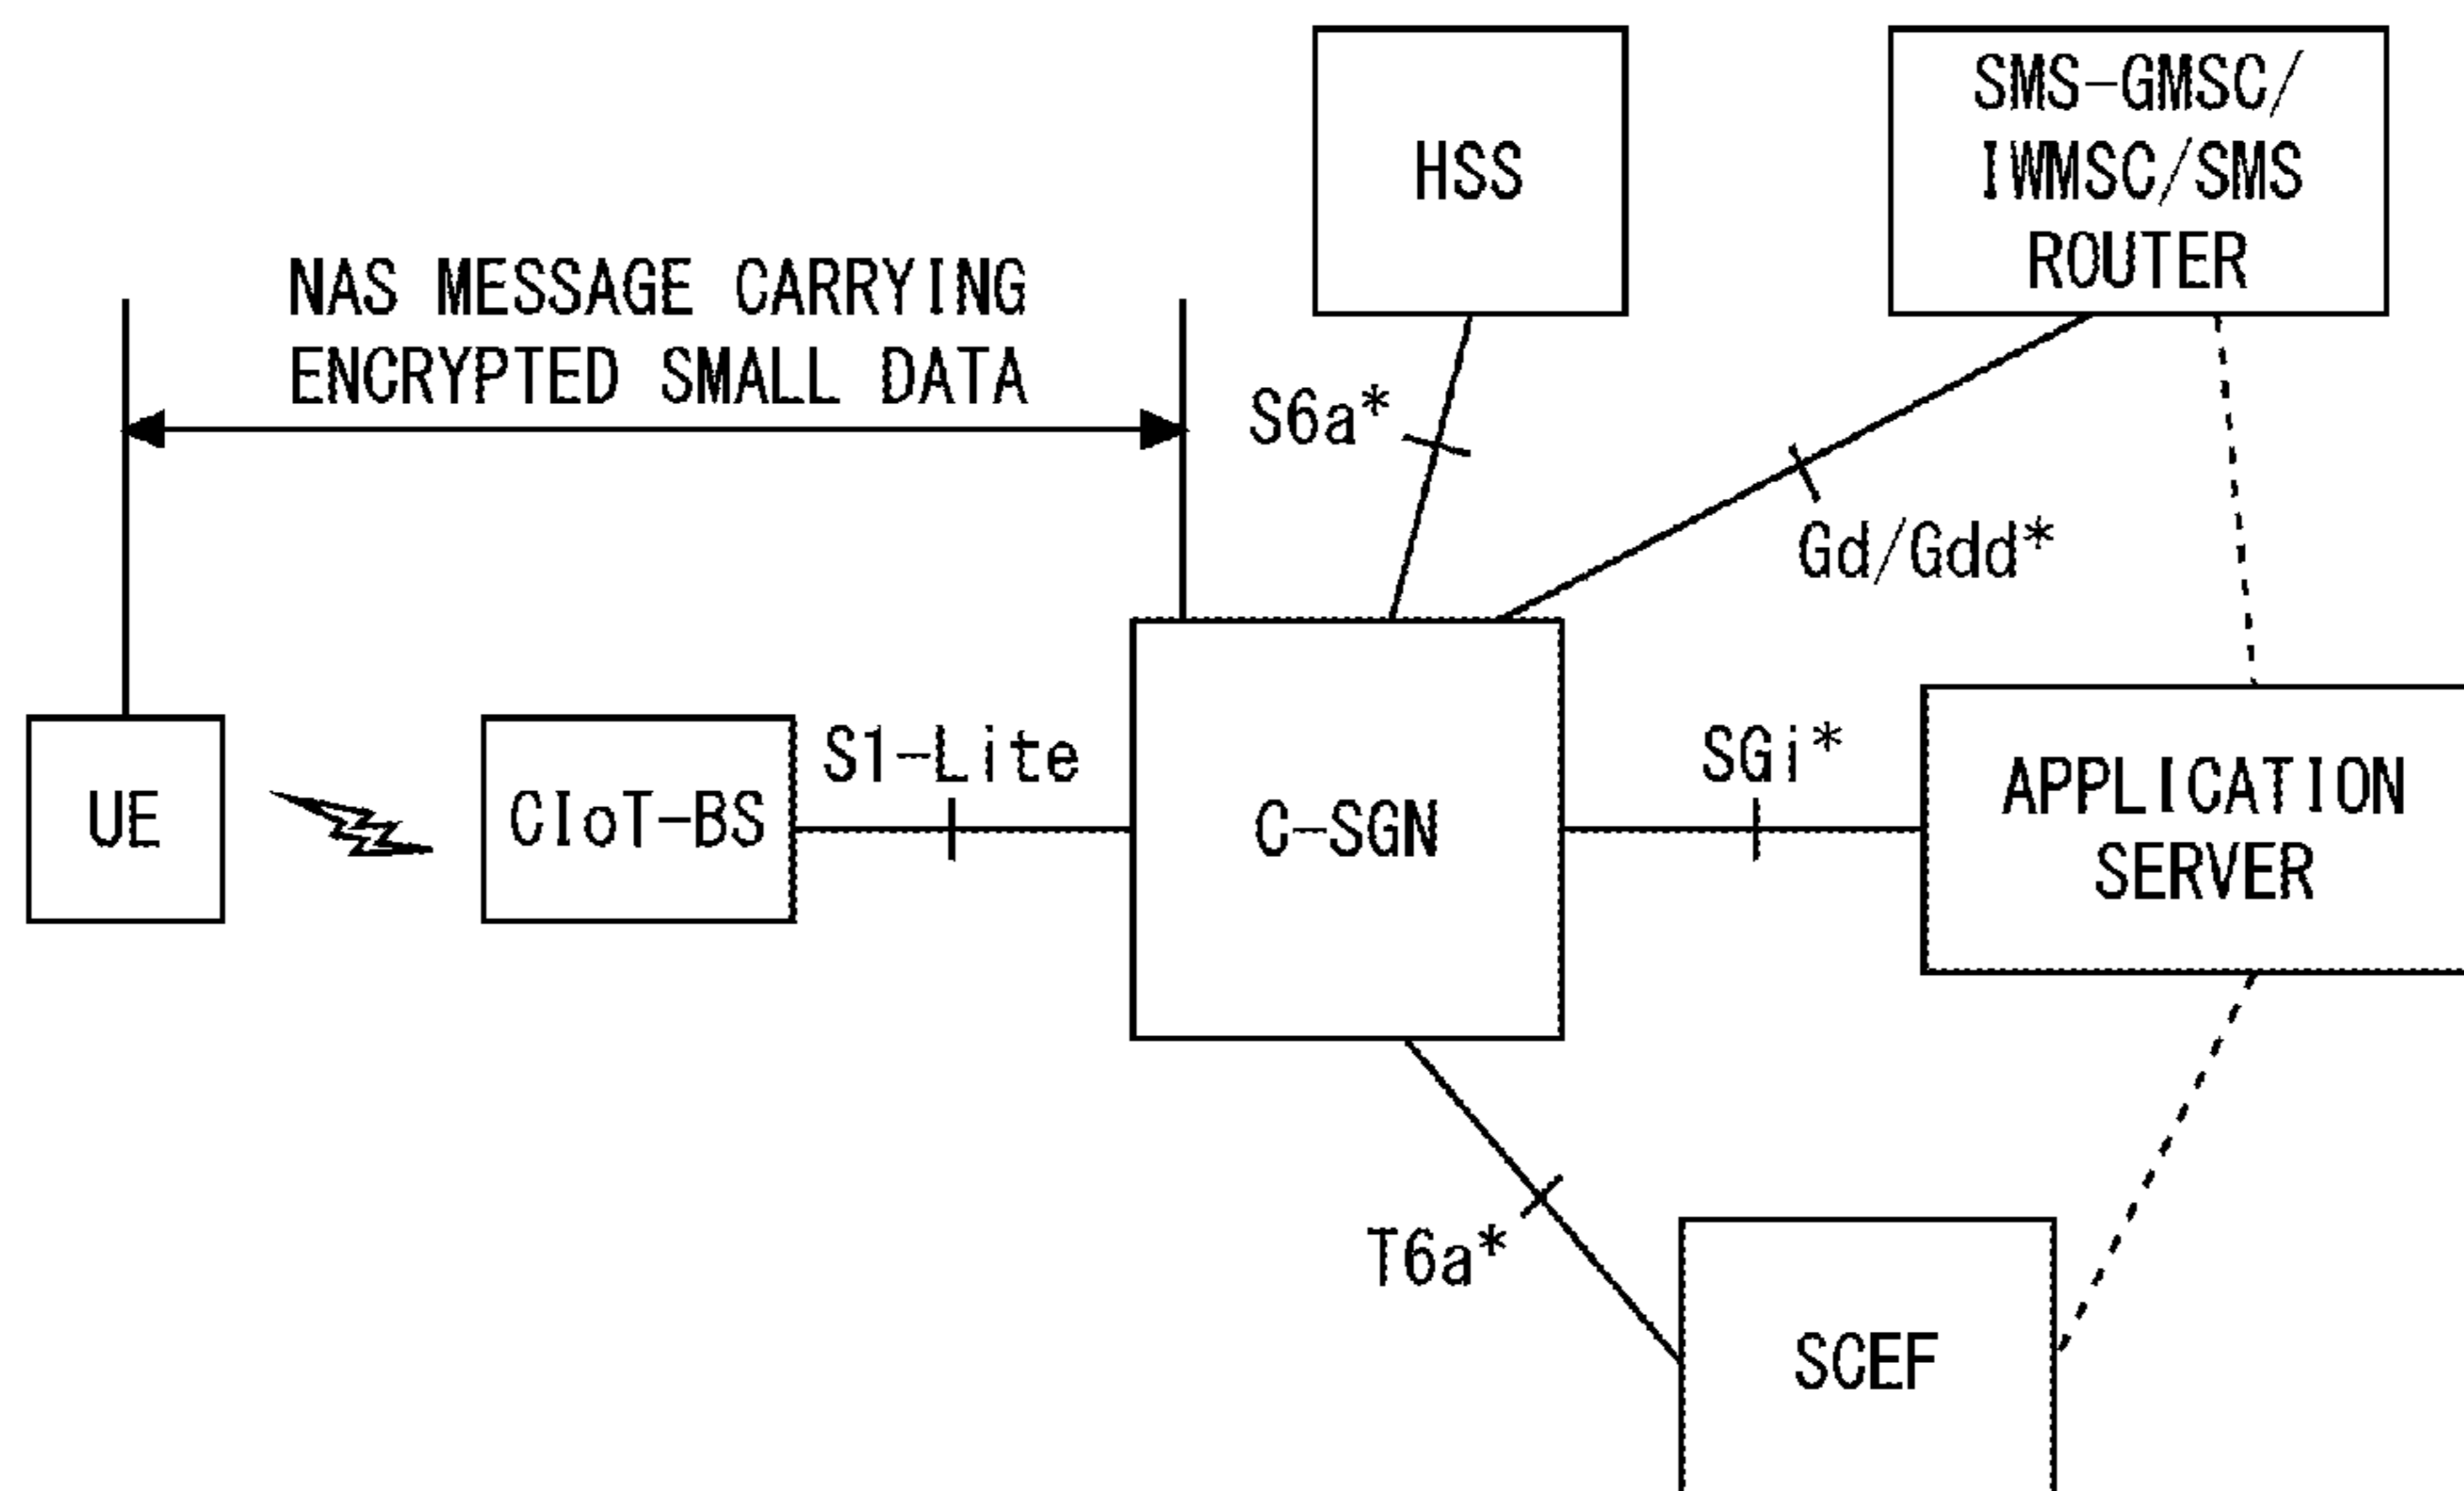 HSS
SMS-GMSC/
IWMSC/SMS
ROUTER
NAS MESSAGE CARRYING
ENCRYPTED SMALL DATA
S6a*
Gd/Gdd*
UE
CIoT-BS
S1-Lite
C-SGN
SGi*
APPLICATION
SERVER
T6a*
SCEF